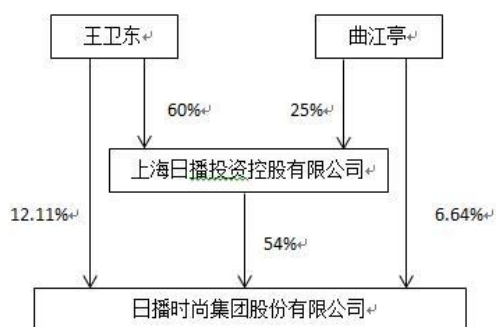 王卫东
曲江亭
60%
25%
上海日播投资控股有限公司
12.11%
6.64%
54%
日播时尚集团股份有限公司